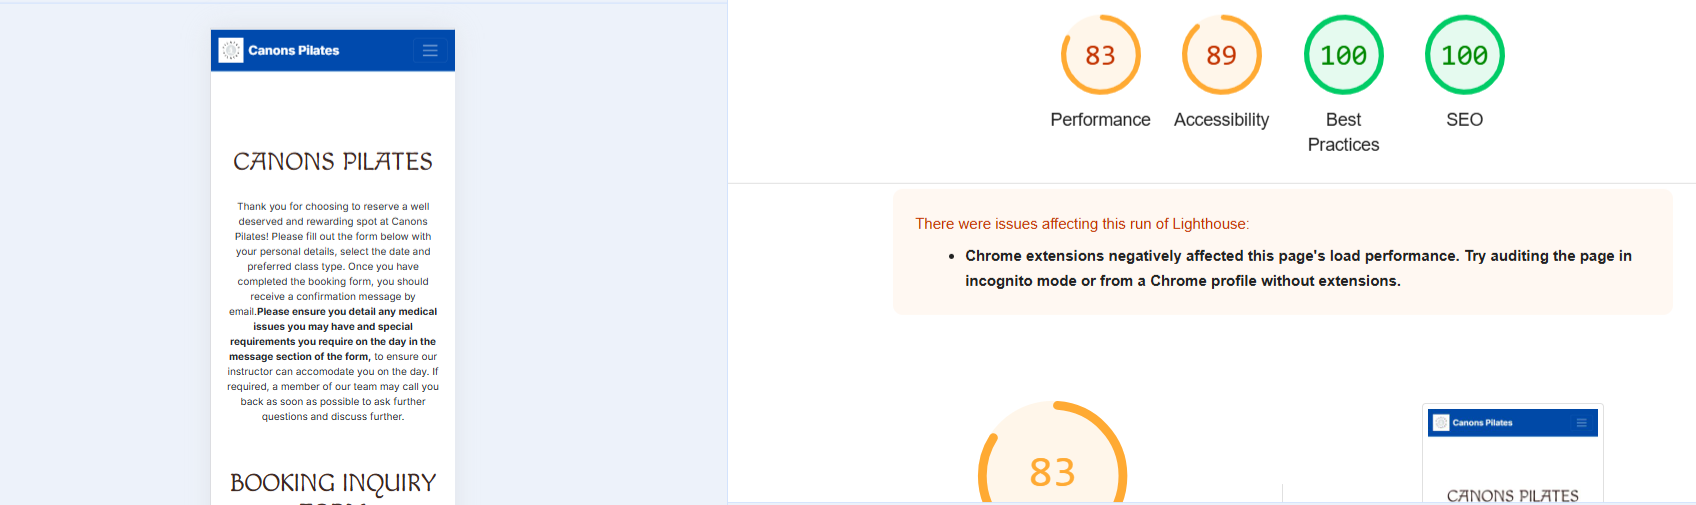 Canons Pilates
CANONS PILATES
Thank you for choosing to reserve a well
deserved and rewarding spot at Canons
Pilates! Please fill out the form below with
your personal details, select the date and
preferred class type. Once you have
completed the booking form, you should
receive a confirmation message by
email.Please ensure you detail any medical
issues you may have and special
requirements you require on the day in the
message section of the form, to ensure our
instructor can accomodate you on the day. If
required, a member of our team may call you
back as soon as possible to ask further
questions and discuss further.
BOOKING INQUIRY
FORM
83
89
100
100
Performance
Accessibility
Best
Practices
SEO
There were issues affecting this run of Lighthouse:
• Chrome extensions negatively affected this page's load performance. Try auditing the page in
incognito mode or from a Chrome profile without extensions.
83
Canons Pilates
CANONS PILATES